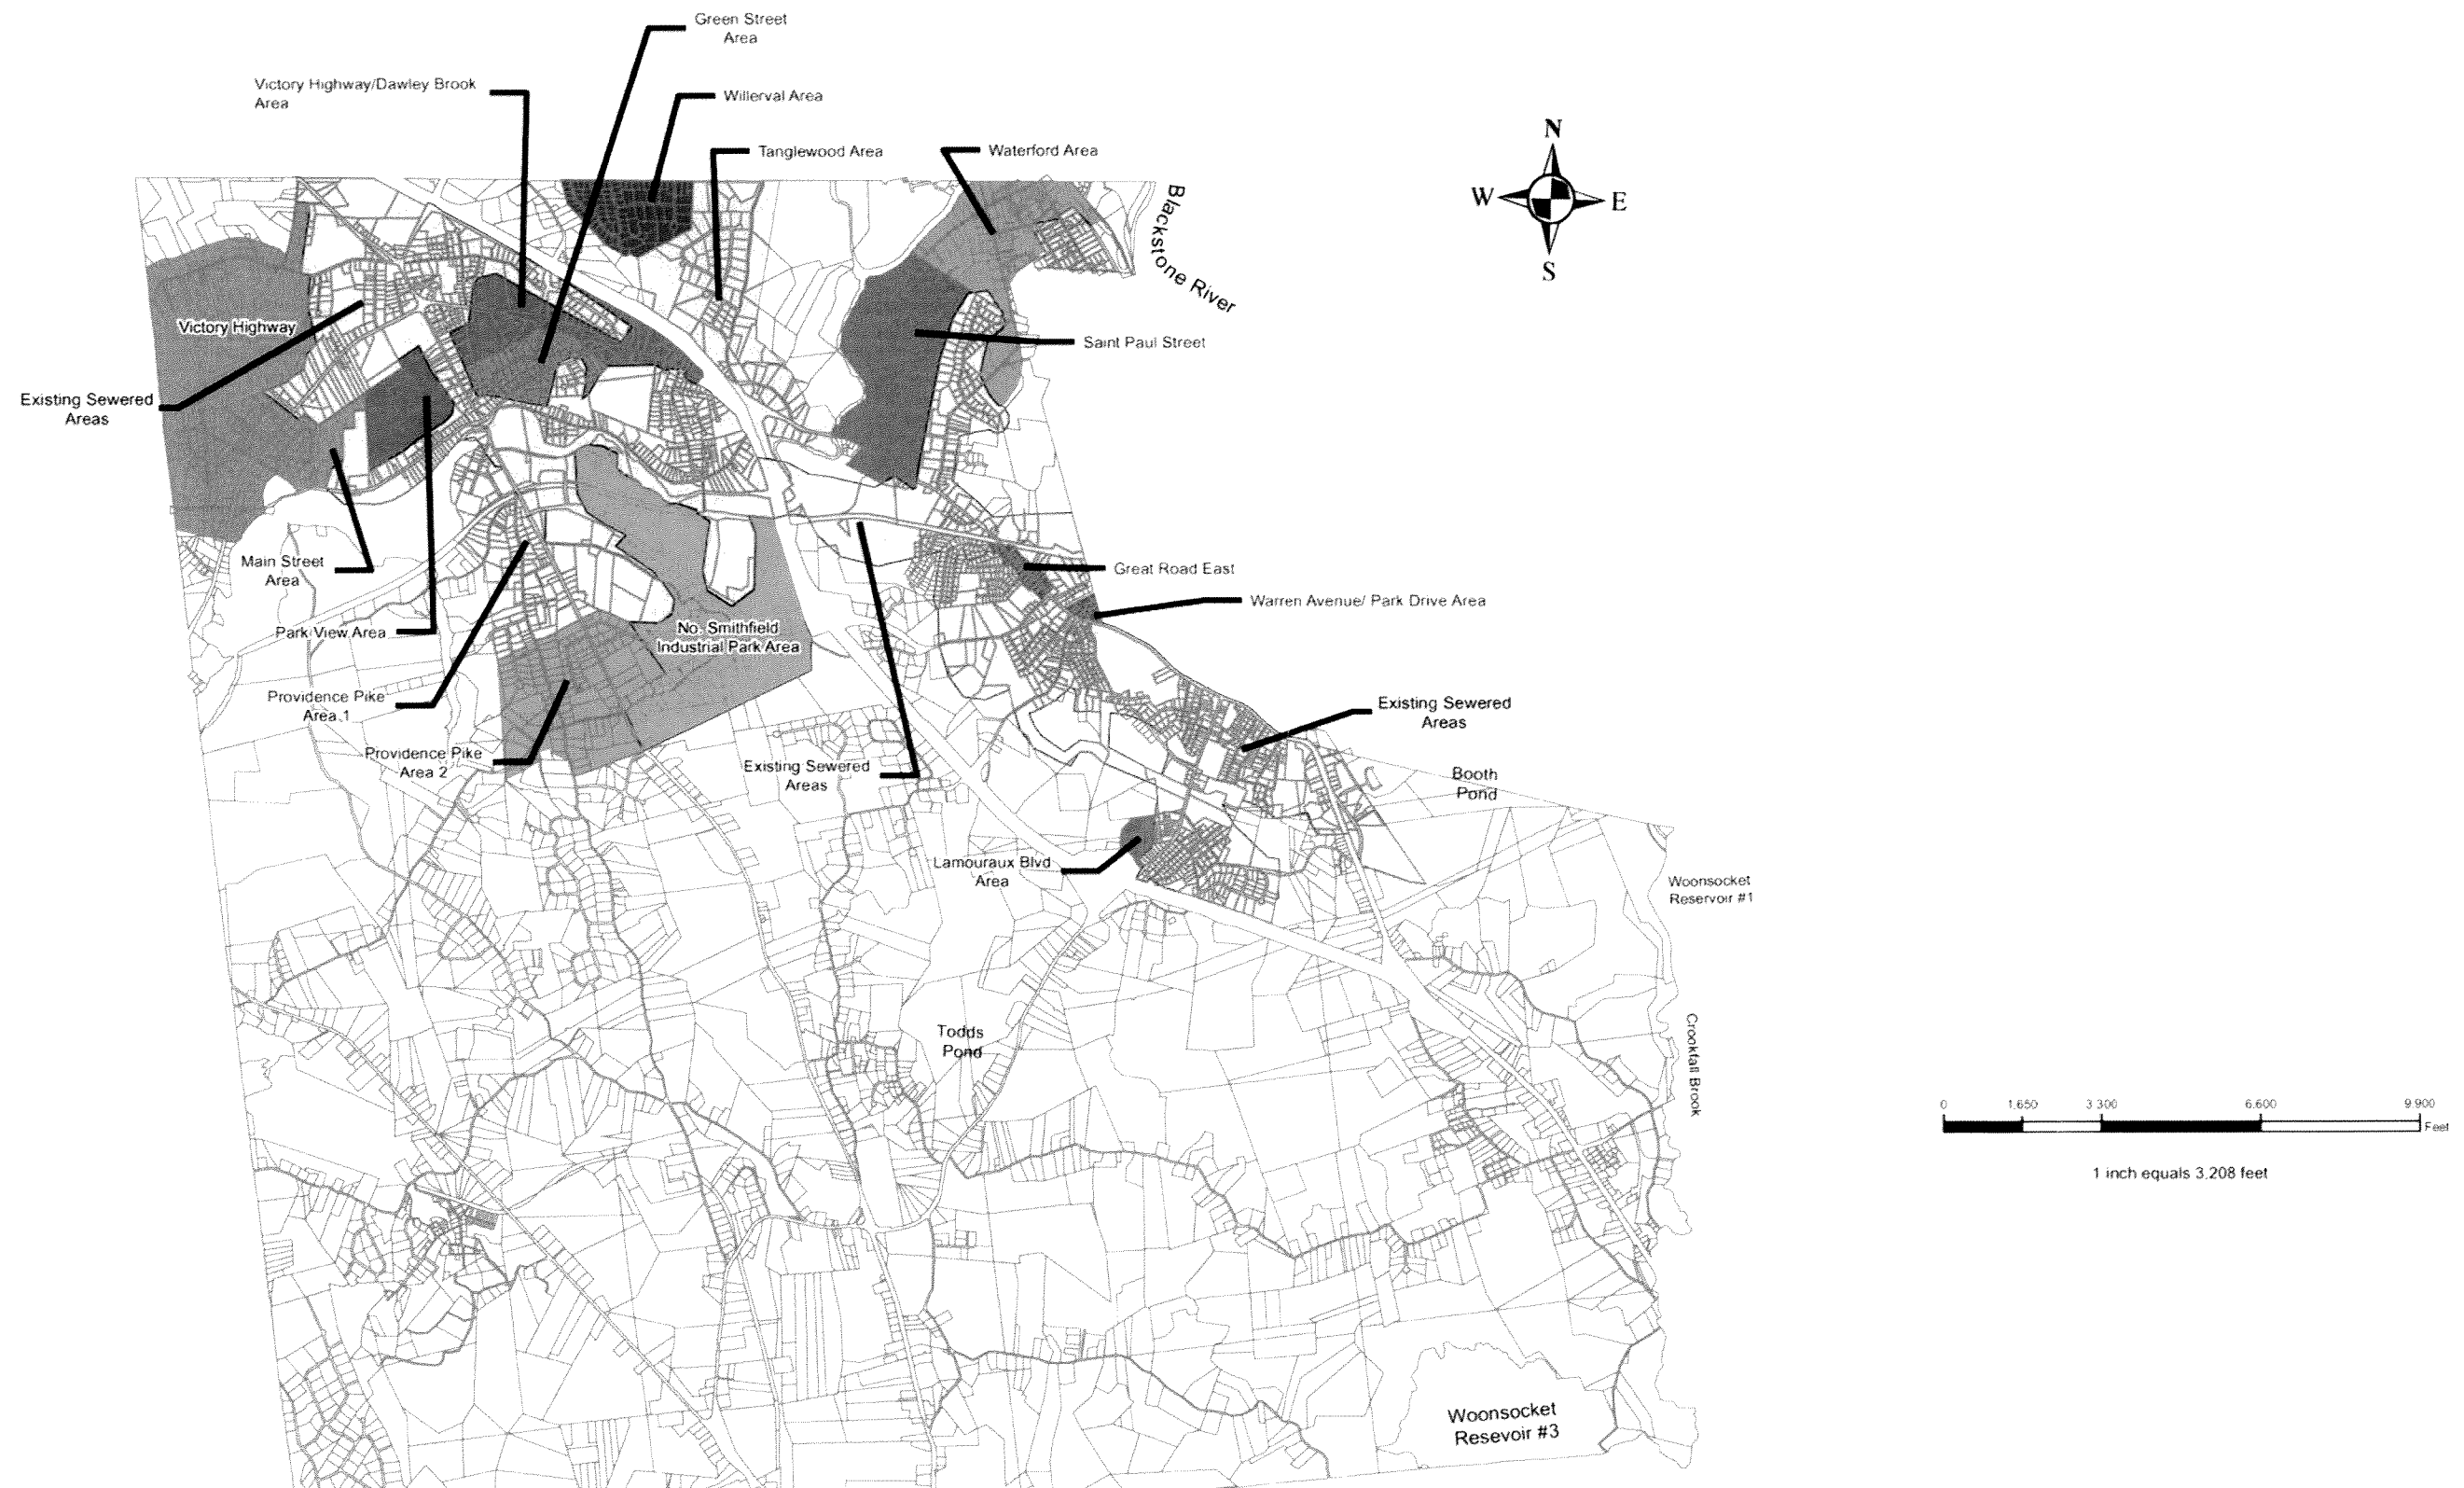 Green Street
Area
Victory Highway/Dawley Brook
Area
Willerval Area
Tanglewood Area
Waterford Area
N
W
E
S
Blackstone River
Victory Highway
Saint Paul Street
Existing Sewered
Areas
Main Street
Area
Great Road East
Warren Avenue/ Park Drive Area
Park View Area
No. Smithfield
Industrial Park Area
Providence Pike
Area 1
Existing Sewered
Areas
Providence Pike
Area 2
Existing Sewered
Areas
Booth
Pond
Lamouraux Blvd
Area
Woonsocket
Reservoir #1
Todds
Pond
Crookfall Brook
0 1,650 3,300 6,600 9,900
Feet
1 inch equals 3,208 feet
Woonsocket
Resevoir #3